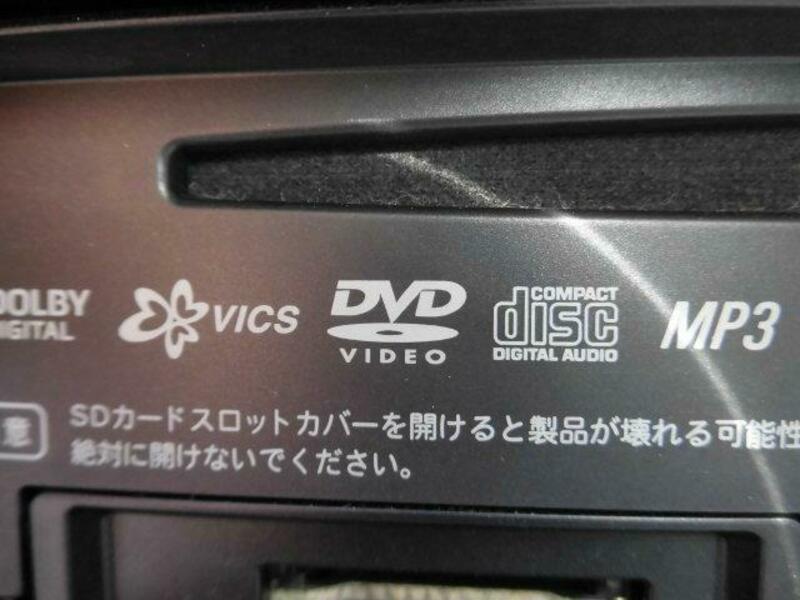 DOLBY
DIGITAL
VICS
DVD
VIDEO
COMPACT
disc
DIGITAL AUDIO
MP3
意
SDカードスロットカバーを開けると製品が壊れる可能性
絶対に開けないでください。